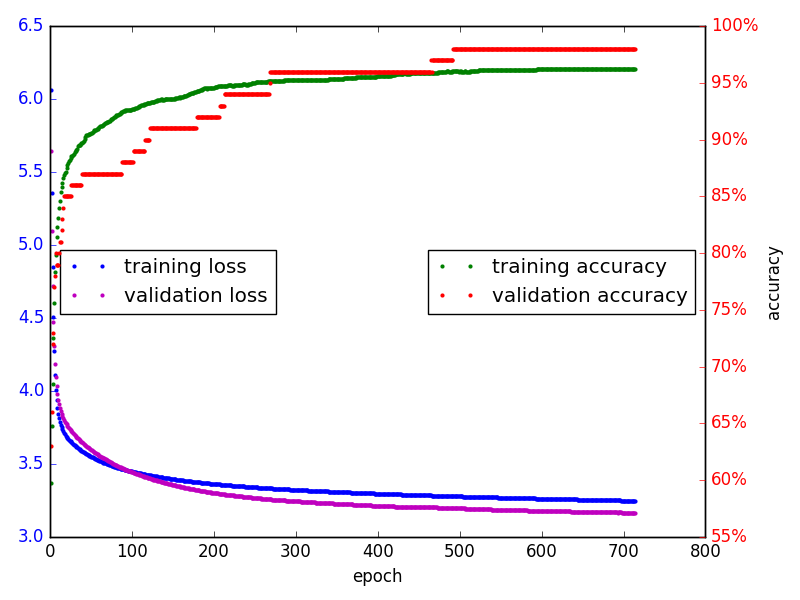 6.5
6.0
5.5
5.0
4.5
4.0
3.5
3.0
100%
95%
90%
85%
80%
75%
70%
65%
60%
55%
training loss
validation loss
training accuracy
validation accuracy
accuracy
0 100 200 300 400 500 600 700 800
epoch